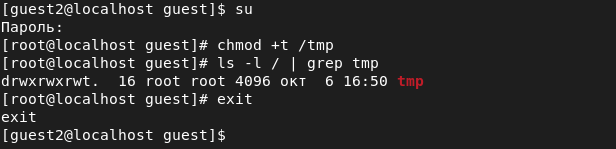 [guest2@localhost guest]$ su
Пароль:
[root@localhost guest]# chmod +t /tmp
[root@localhost guest]# ls -l / | grep tmp
drwxrwxrwt.  16 root root 4096 окт  6 16:50 tmp
[root@localhost guest]# exit
exit
[guest2@localhost guest]$